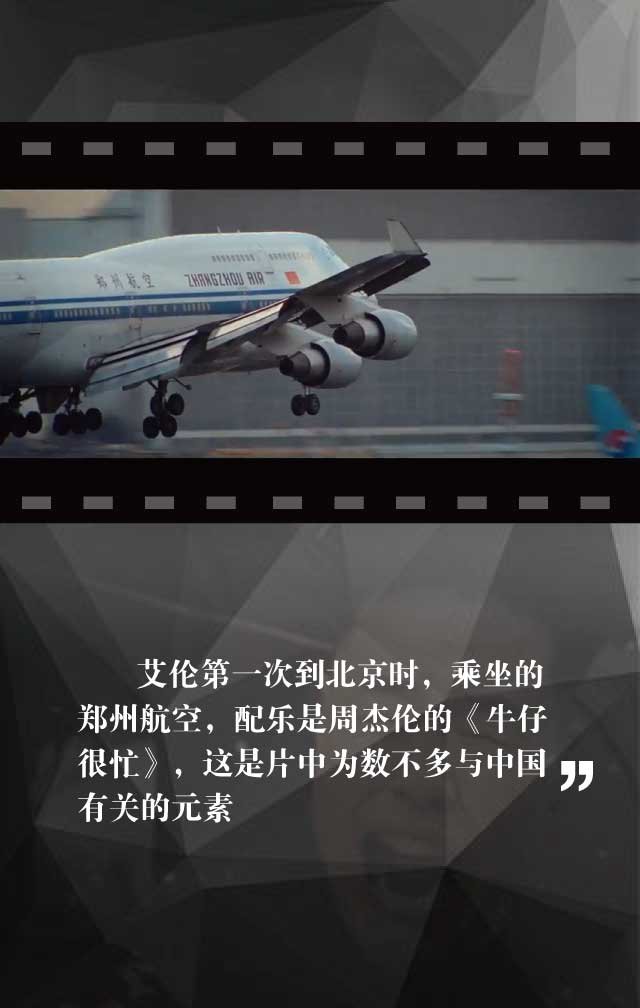 郑州航空 ZHANGZHOU AIR
艾伦第一次到北京时，乘坐的
郑州航空，配乐是周杰伦的《牛仔
很忙》，这是片中为数不多与中国
有关的元素
”